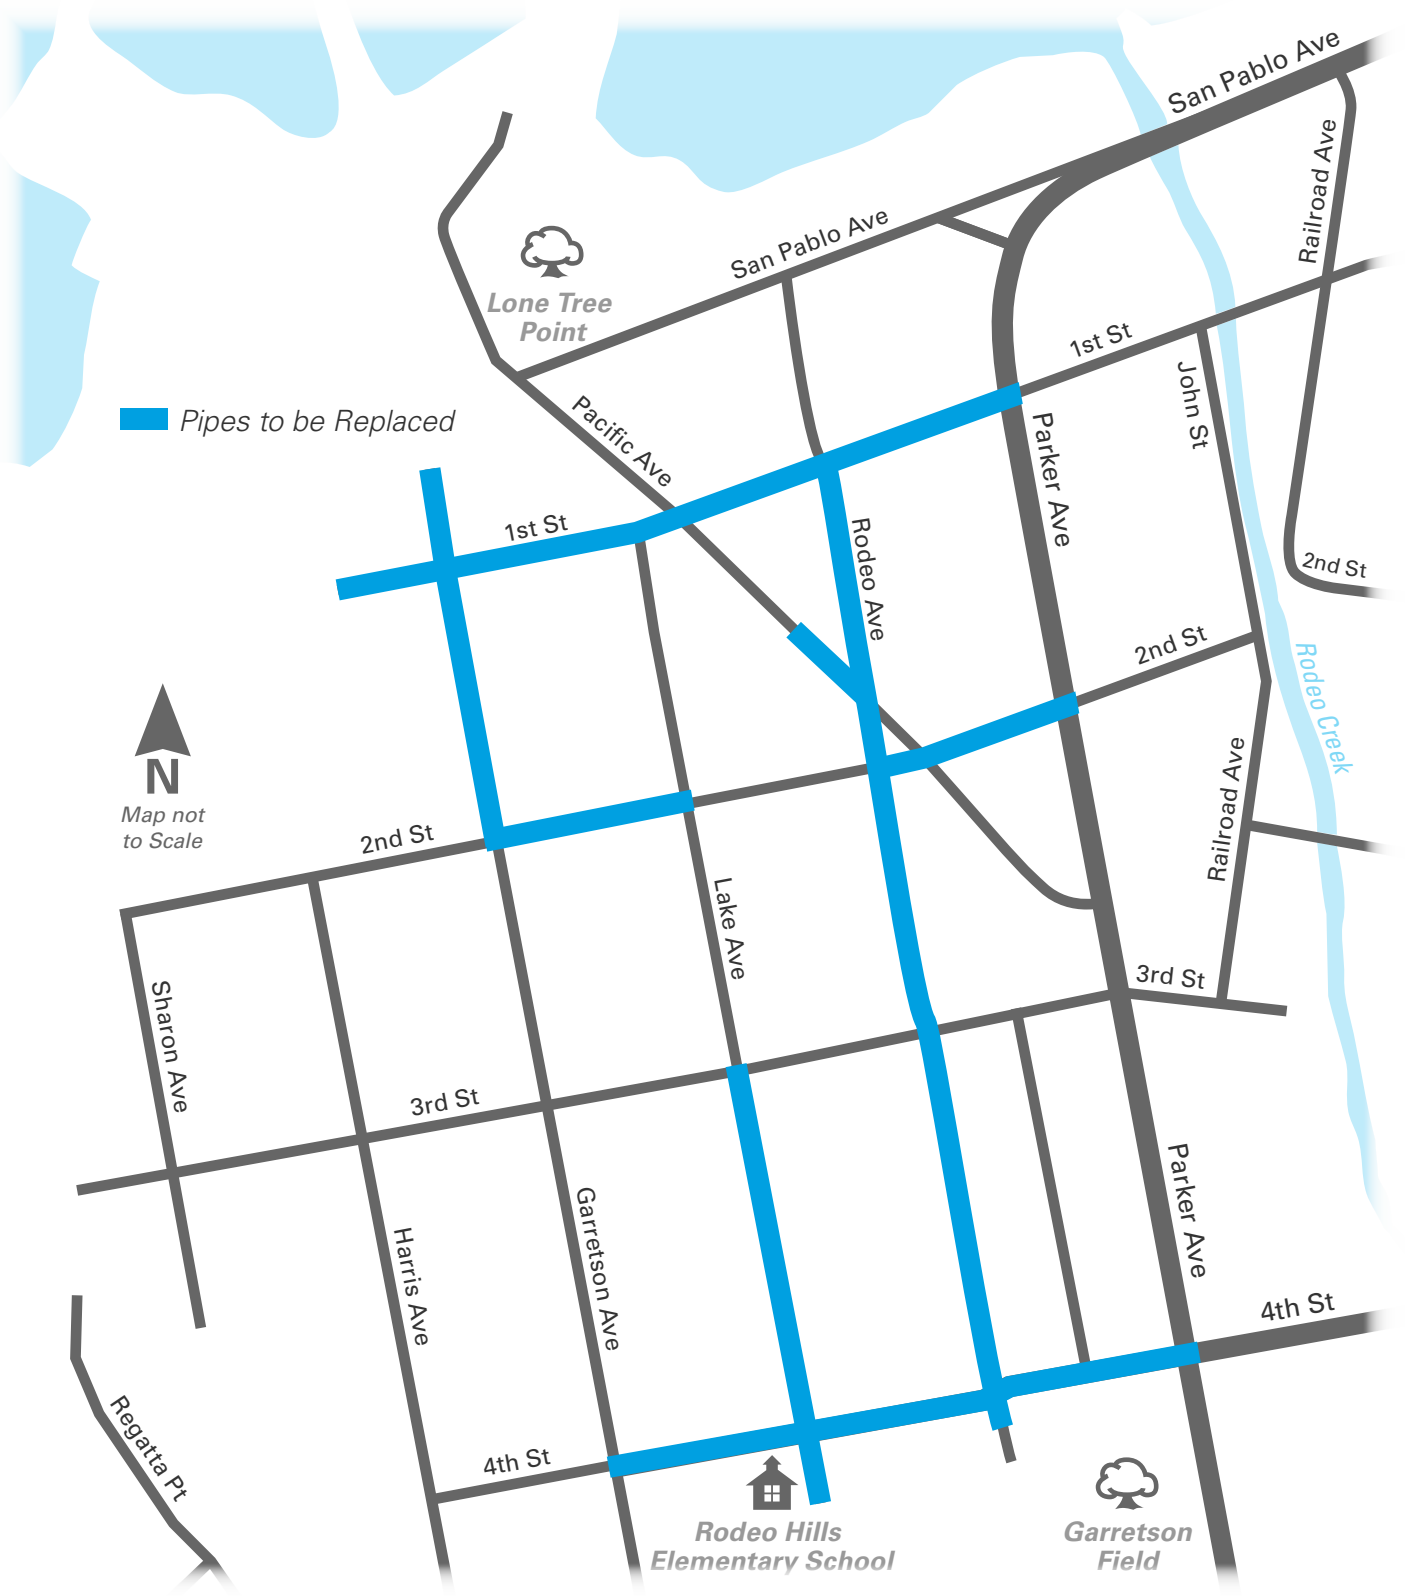 San Pablo Ave
Railroad Ave
San Pablo Ave
Lone Tree
Point
1st St
John St
Pipes to be Replaced
Pacific Ave
Parker Ave
1st St
Rodeo Ave
2nd St
2nd St
Rodeo Creek
N
Map not
to Scale
Railroad Ave
2nd St
Lake Ave
3rd St
Sharon Ave
3rd St
Parker Ave
Garretson Ave
Harris Ave
4th St
Regatta Pt
4th St
Rodeo Hills
Elementary School
Garretson
Field